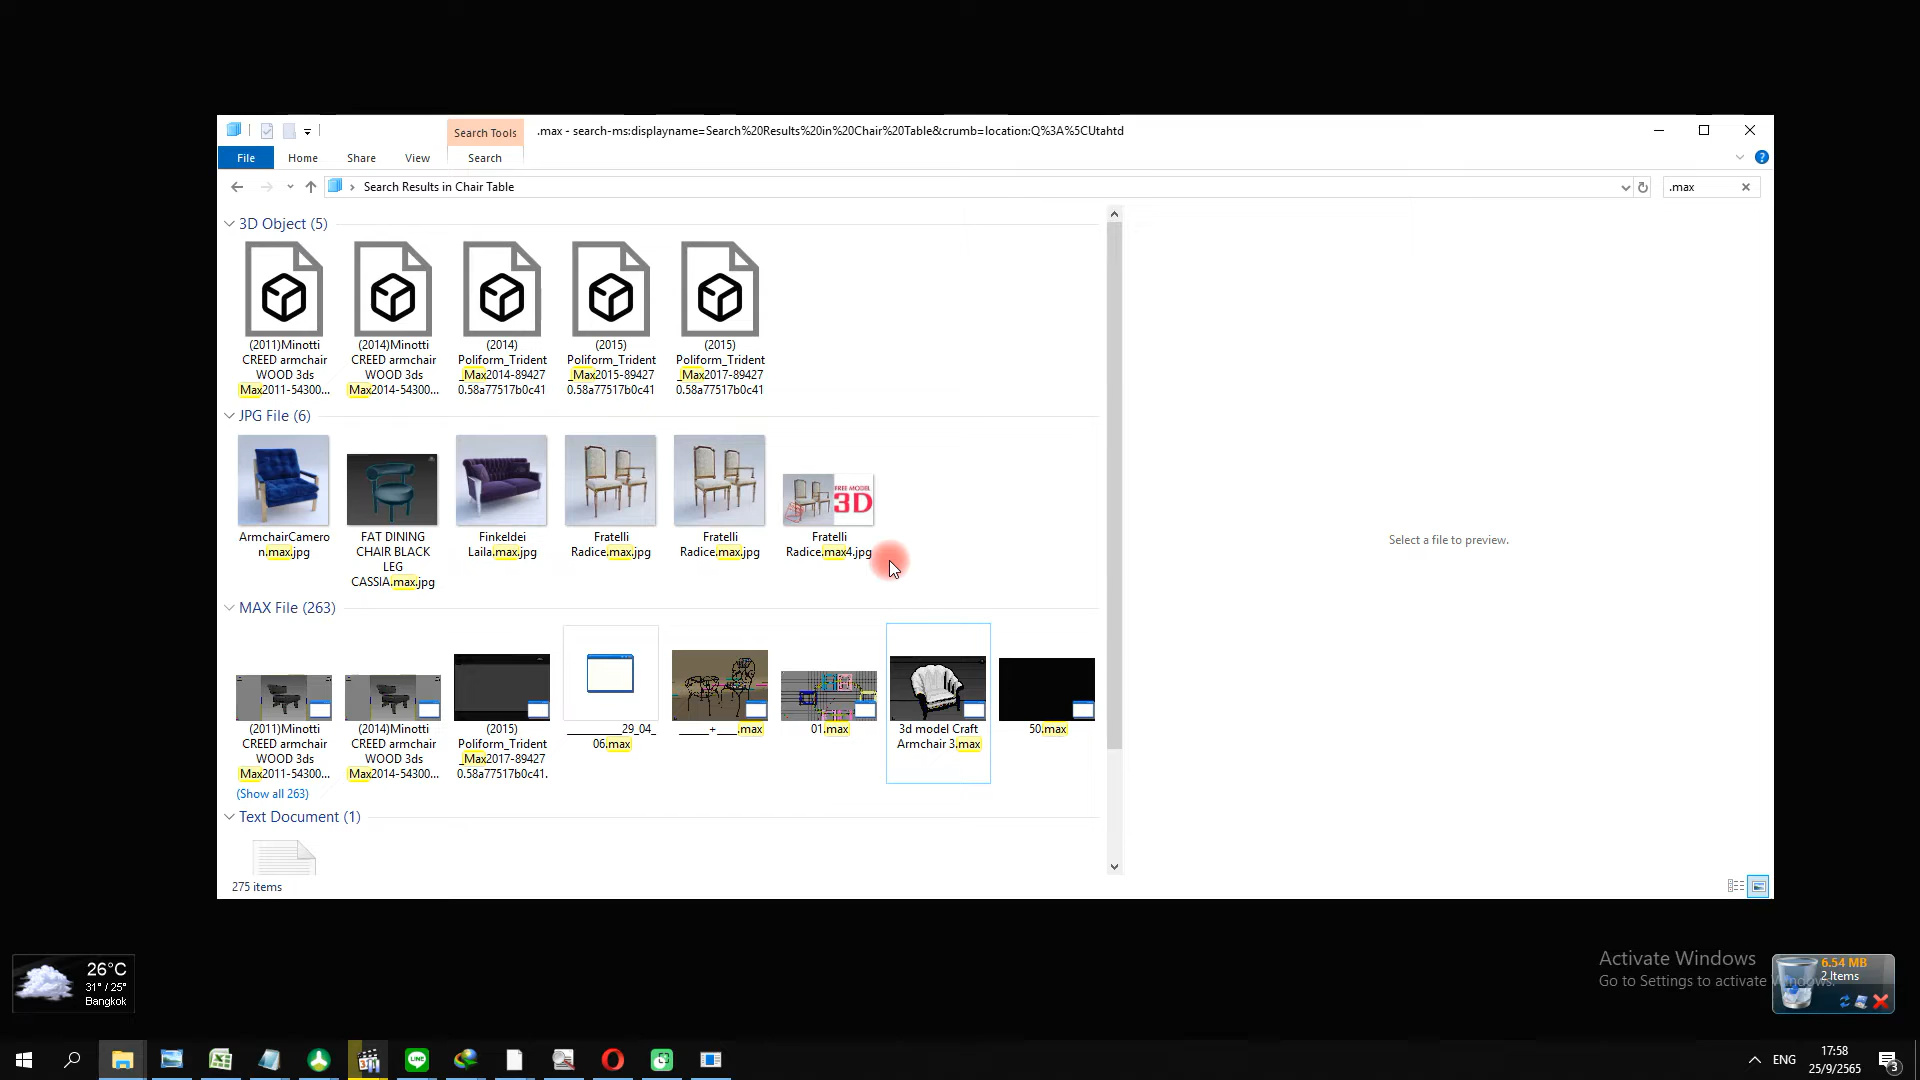 Search Tools
.max - search-ms:displayname=Search%20Results%20in%20Chair%20Table&crumb=location:Q%3A%5CUtahtd
File
Home
Share
View
Search
Search Results in Chair Table
.max
3D Object (5)
(2011)Minotti
CREED armchair
WOOD 3ds
Max2011-54300...
(2014)Minotti
CREED armchair
WOOD 3ds
Max2014-54300...
(2014)
Poliform_Trident
_Max2014-89427
0.58a77517b0c41
(2015)
Poliform_Trident
_Max2015-89427
0.58a77517b0c41
(2015)
Poliform_Trident
_Max2017-89427
0.58a77517b0c41
JPG File (6)
FREE MODEL
3D
ArmchairCamero
n.max.jpg
FAT DINING
CHAIR BLACK
LEG
CASSIA.max.jpg
Finkeldei
Laila.max.jpg
Fratelli
Radice.max.jpg
Fratelli
Radice.max.jpg
Fratelli
Radice.max4.jpg
Select a file to preview.
MAX File (263)
(2011)Minotti
CREED armchair
WOOD 3ds
Max2011-54300...
(2014)Minotti
CREED armchair
WOOD 3ds
Max2014-54300...
(2015)
Poliform_Trident
_Max2017-89427
0.58a77517b0c41.
__________29_04_
06.max
_____+___.max
01.max
3d model Craft
Armchair 3.max
50.max
(Show all 263)
Text Document (1)
275 items
26°C
31° / 25°
Bangkok
Activate Windows
Go to Settings to activate Windows.
6.54 MB
2 Items
ENG
17:58
25/9/2565
3